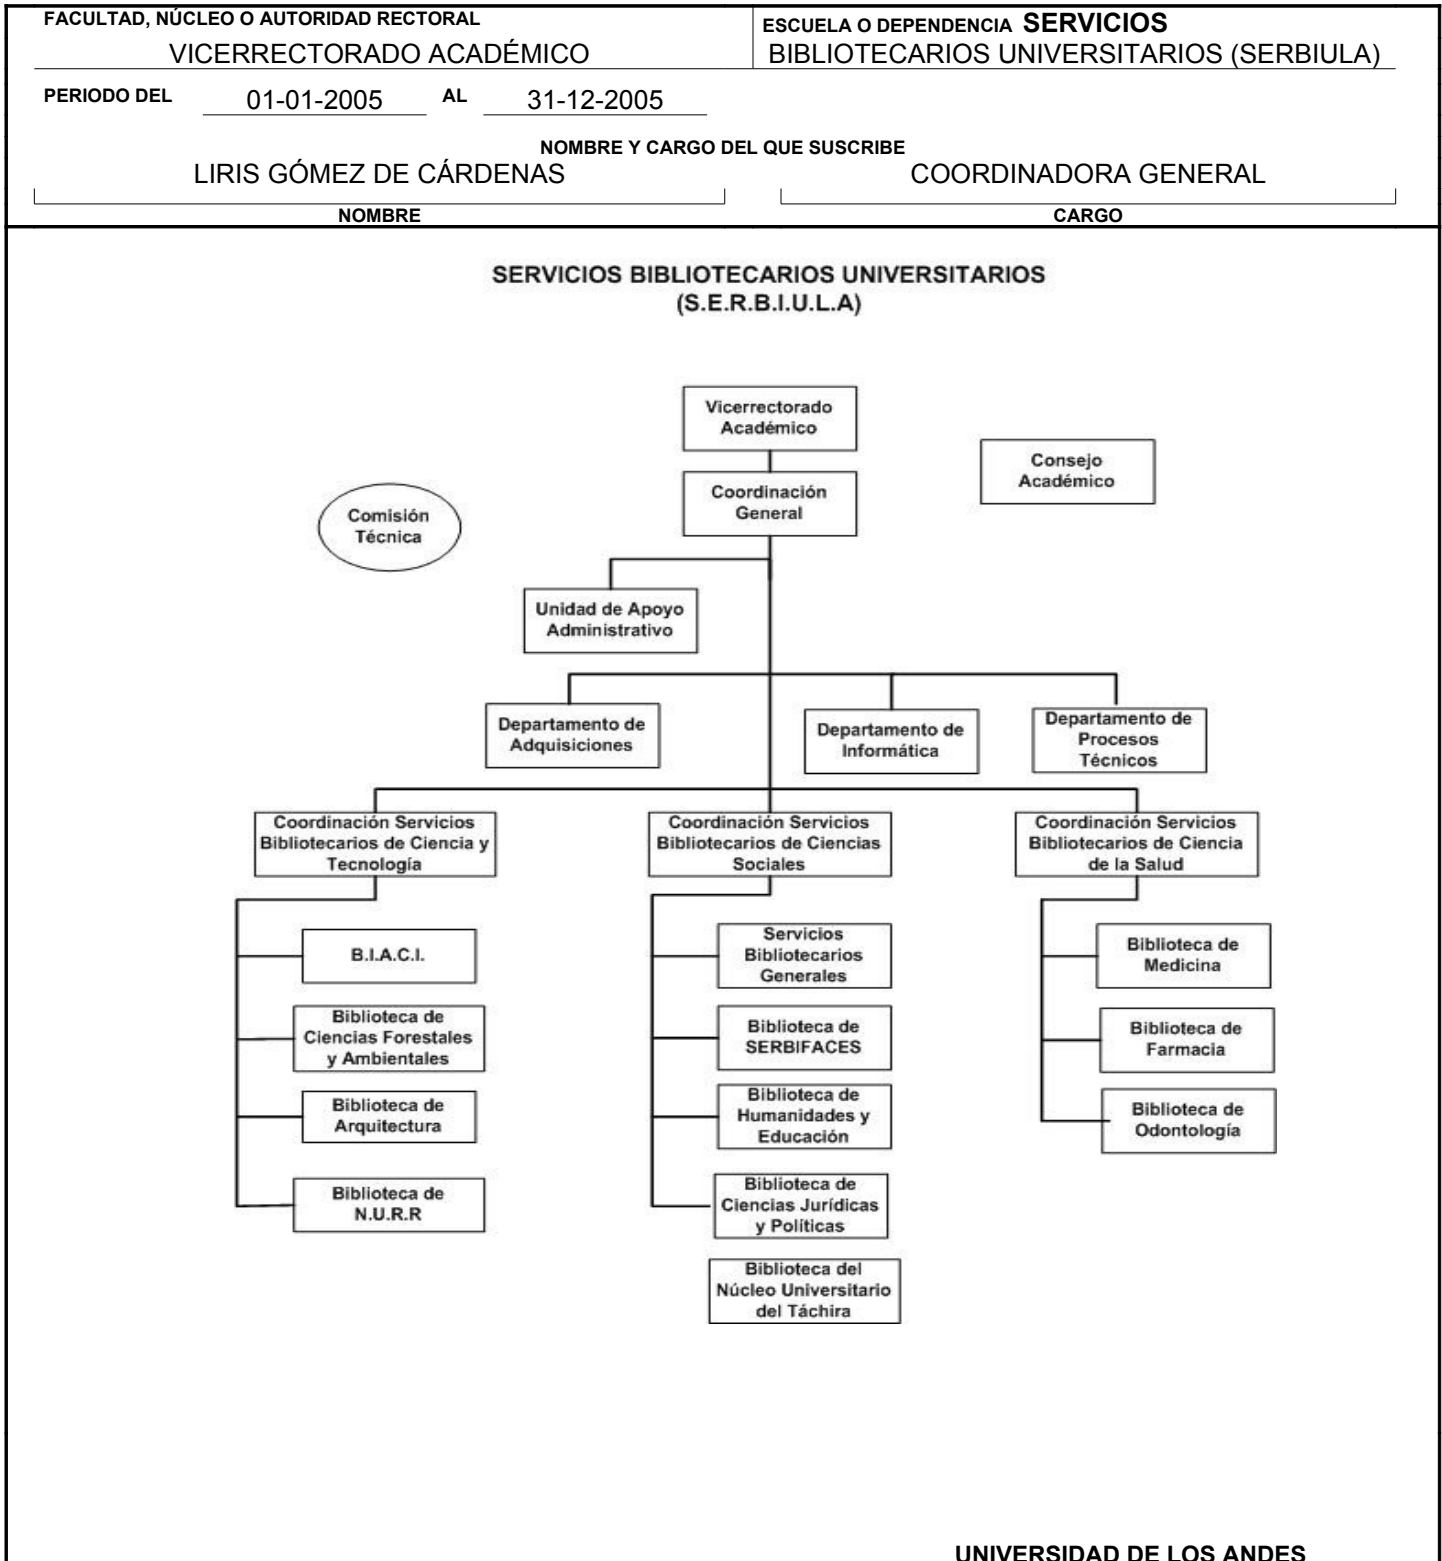 FACULTAD, NÚCLEO O AUTORIDAD RECTORAL
VICERRECTORADO ACADÉMICO
ESCUELA O DEPENDENCIA SERVICIOS
BIBLIOTECARIOS UNIVERSITARIOS (SERBIULA)
PERIODO DEL 01-01-2005 AL 31-12-2005
NOMBRE Y CARGO DEL QUE SUSCRIBE
LIRIS GÓMEZ DE CÁRDENAS COORDINADORA GENERAL
NOMBRE CARGO
SERVICIOS BIBLIOTECARIOS UNIVERSITARIOS
(S.E.R.B.I.U.L.A)
Vicerrectorado
Académico
Consejo
Académico
Coordinación
General
Comisión
Técnica
Unidad de Apoyo
Administrativo
Departamento de
Adquisiciones
Departamento de
Informática
Departamento de
Procesos
Técnicos
Coordinación Servicios
Bibliotecarios de Ciencia y
Tecnología
Coordinación Servicios
Bibliotecarios de Ciencias
Sociales
Coordinación Servicios
Bibliotecarios de Ciencia
de la Salud
B.I.A.C.I.
Biblioteca de
Ciencias Forestales
y Ambientales
Biblioteca de
Arquitectura
Biblioteca de
N.U.R.R
Servicios
Bibliotecarios
Generales
Biblioteca de
SERBIFACES
Biblioteca de
Humanidades y
Educación
Biblioteca de
Ciencias Jurídicas
y Políticas
Biblioteca del
Núcleo Universitario
del Táchira
Biblioteca de
Medicina
Biblioteca de
Farmacia
Biblioteca de
Odontología
UNIVERSIDAD DE LOS ANDES